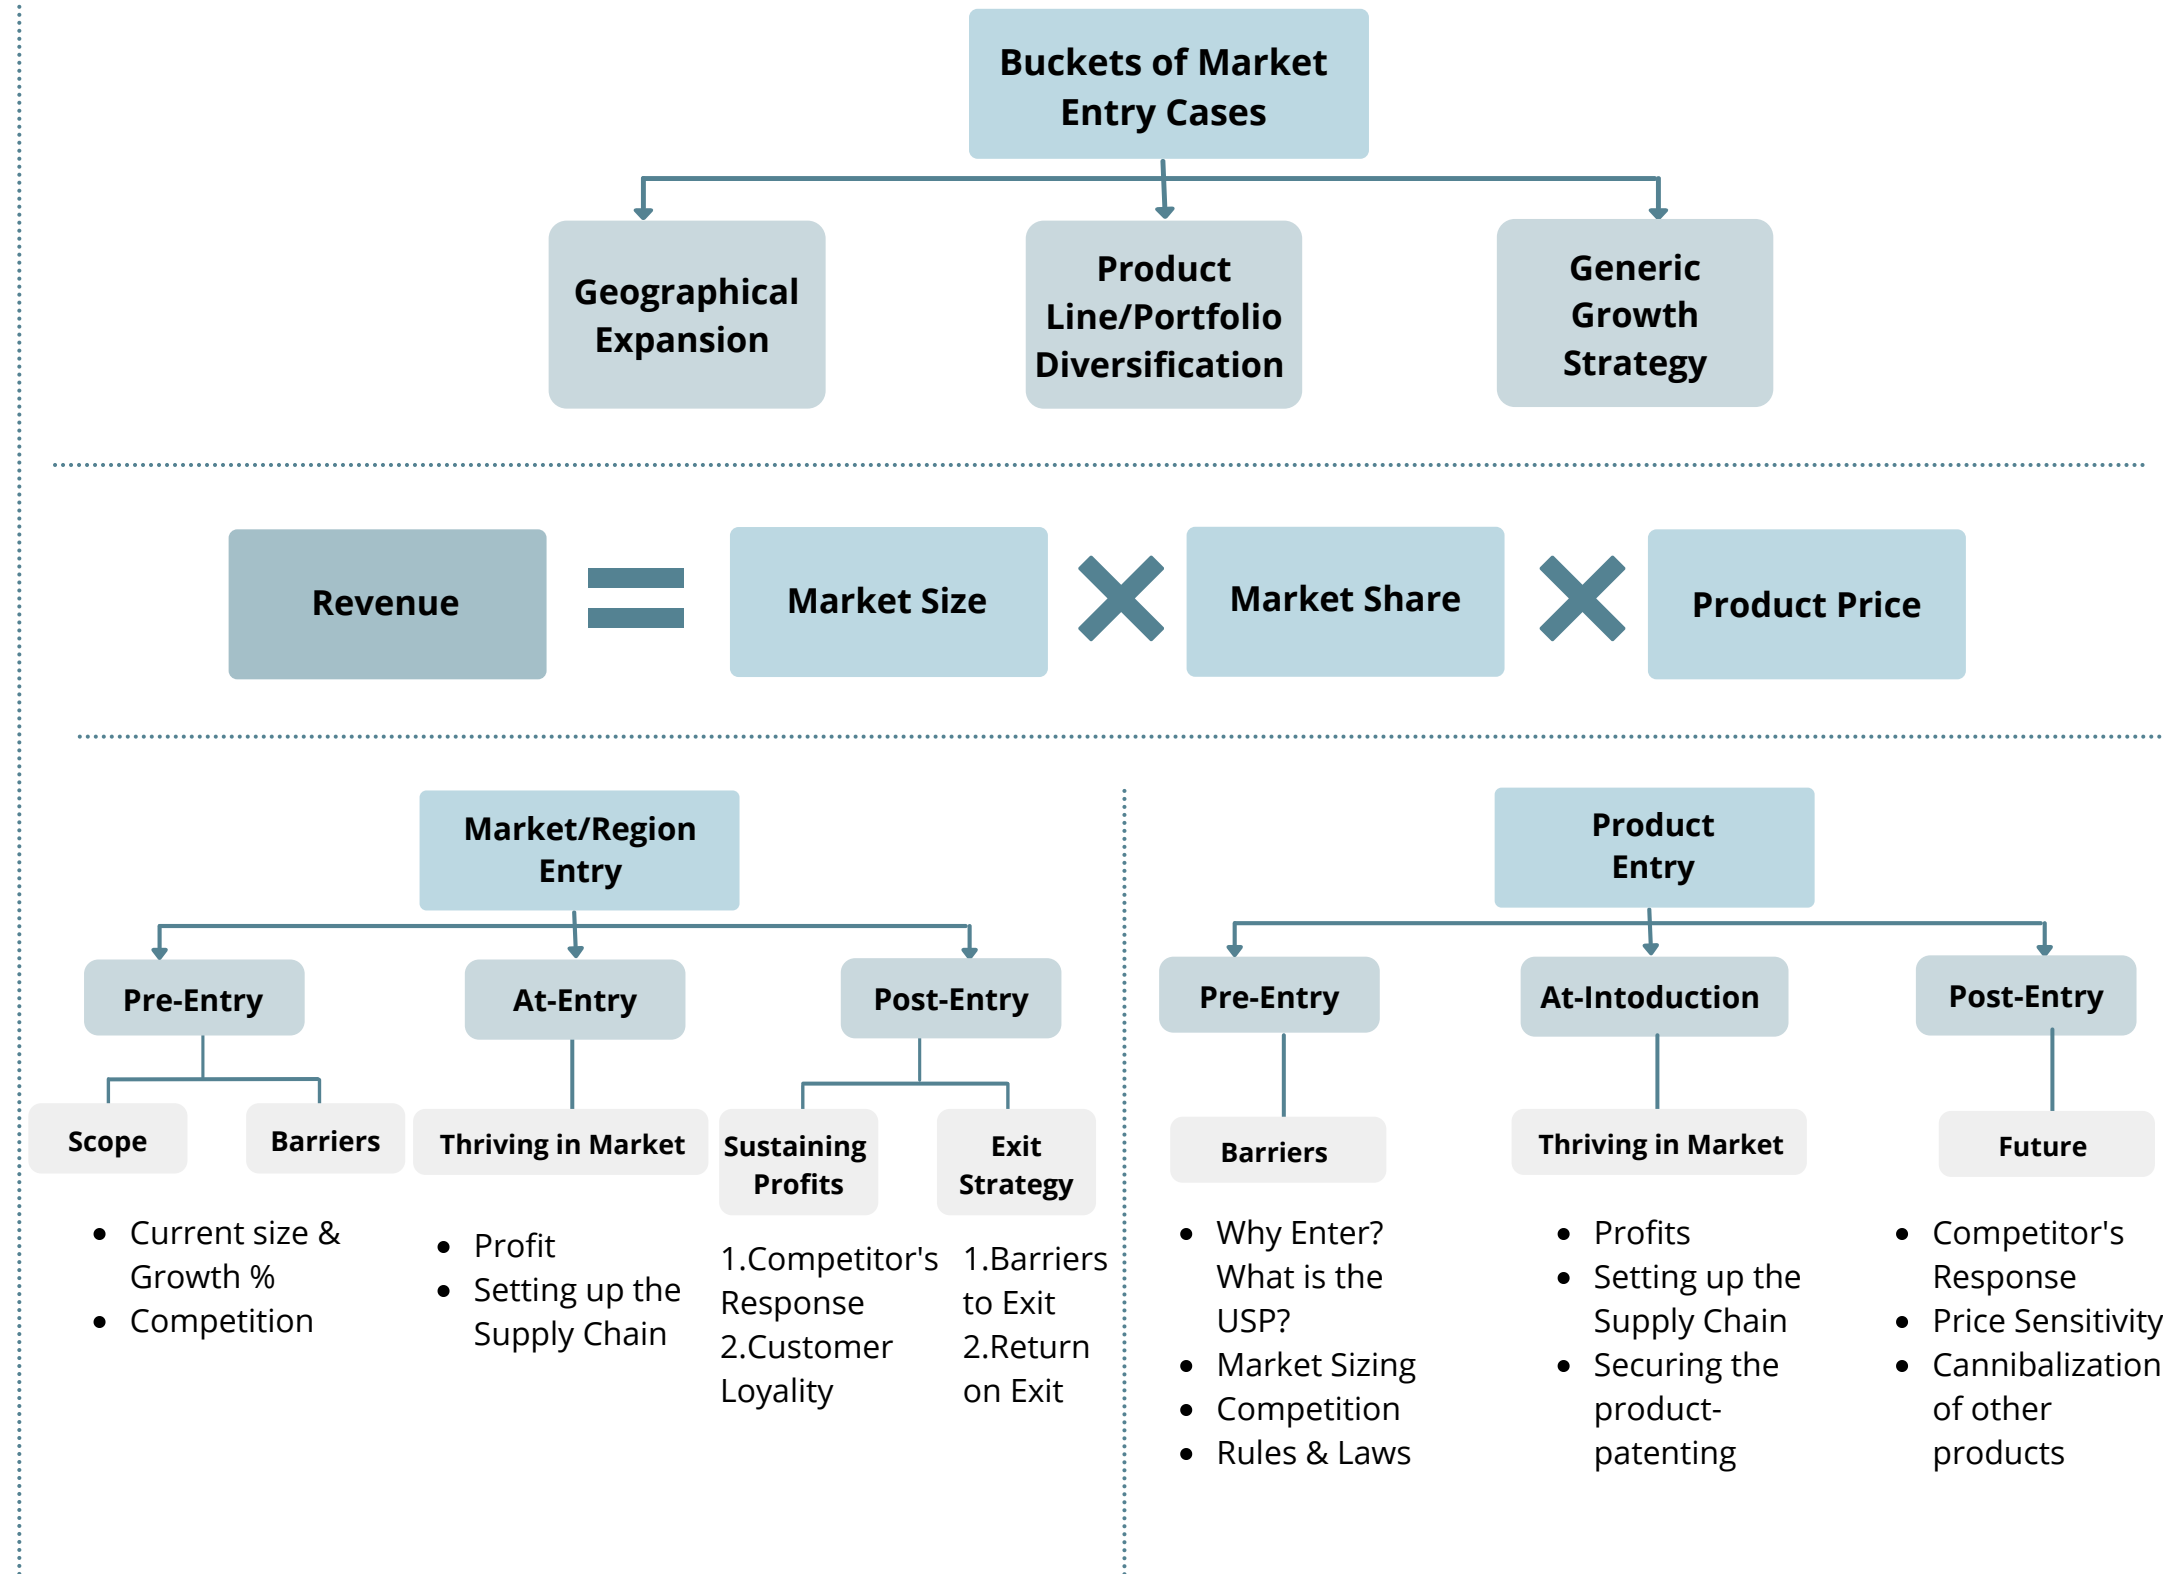 Buckets of Market
Entry Cases
Geographical
Expansion
Product
Line/Portfolio
Diversification
Generic
Growth
Strategy
Revenue
Market Size
Market Share
Product Price
Market/Region
Entry
Pre-Entry
At-Entry
Post-Entry
Scope
Barriers
Thriving in Market
Sustaining
Profits
Exit
Strategy
• Current size &
Growth %
• Competition
• Profit
• Setting up the
Supply Chain
1.Competitor's
Response
2.Customer
Loyality
1.Barriers
to Exit
2.Return
on Exit
Product
Entry
Pre-Entry
At-Intoduction
Post-Entry
Barriers
Thriving in Market
Future
• Why Enter?
What is the
USP?
• Market Sizing
• Competition
• Rules & Laws
• Profits
• Setting up the
Supply Chain
• Securing the
product-
patenting
• Competitor's
Response
• Price Sensitivity
• Cannibalization
of other
products